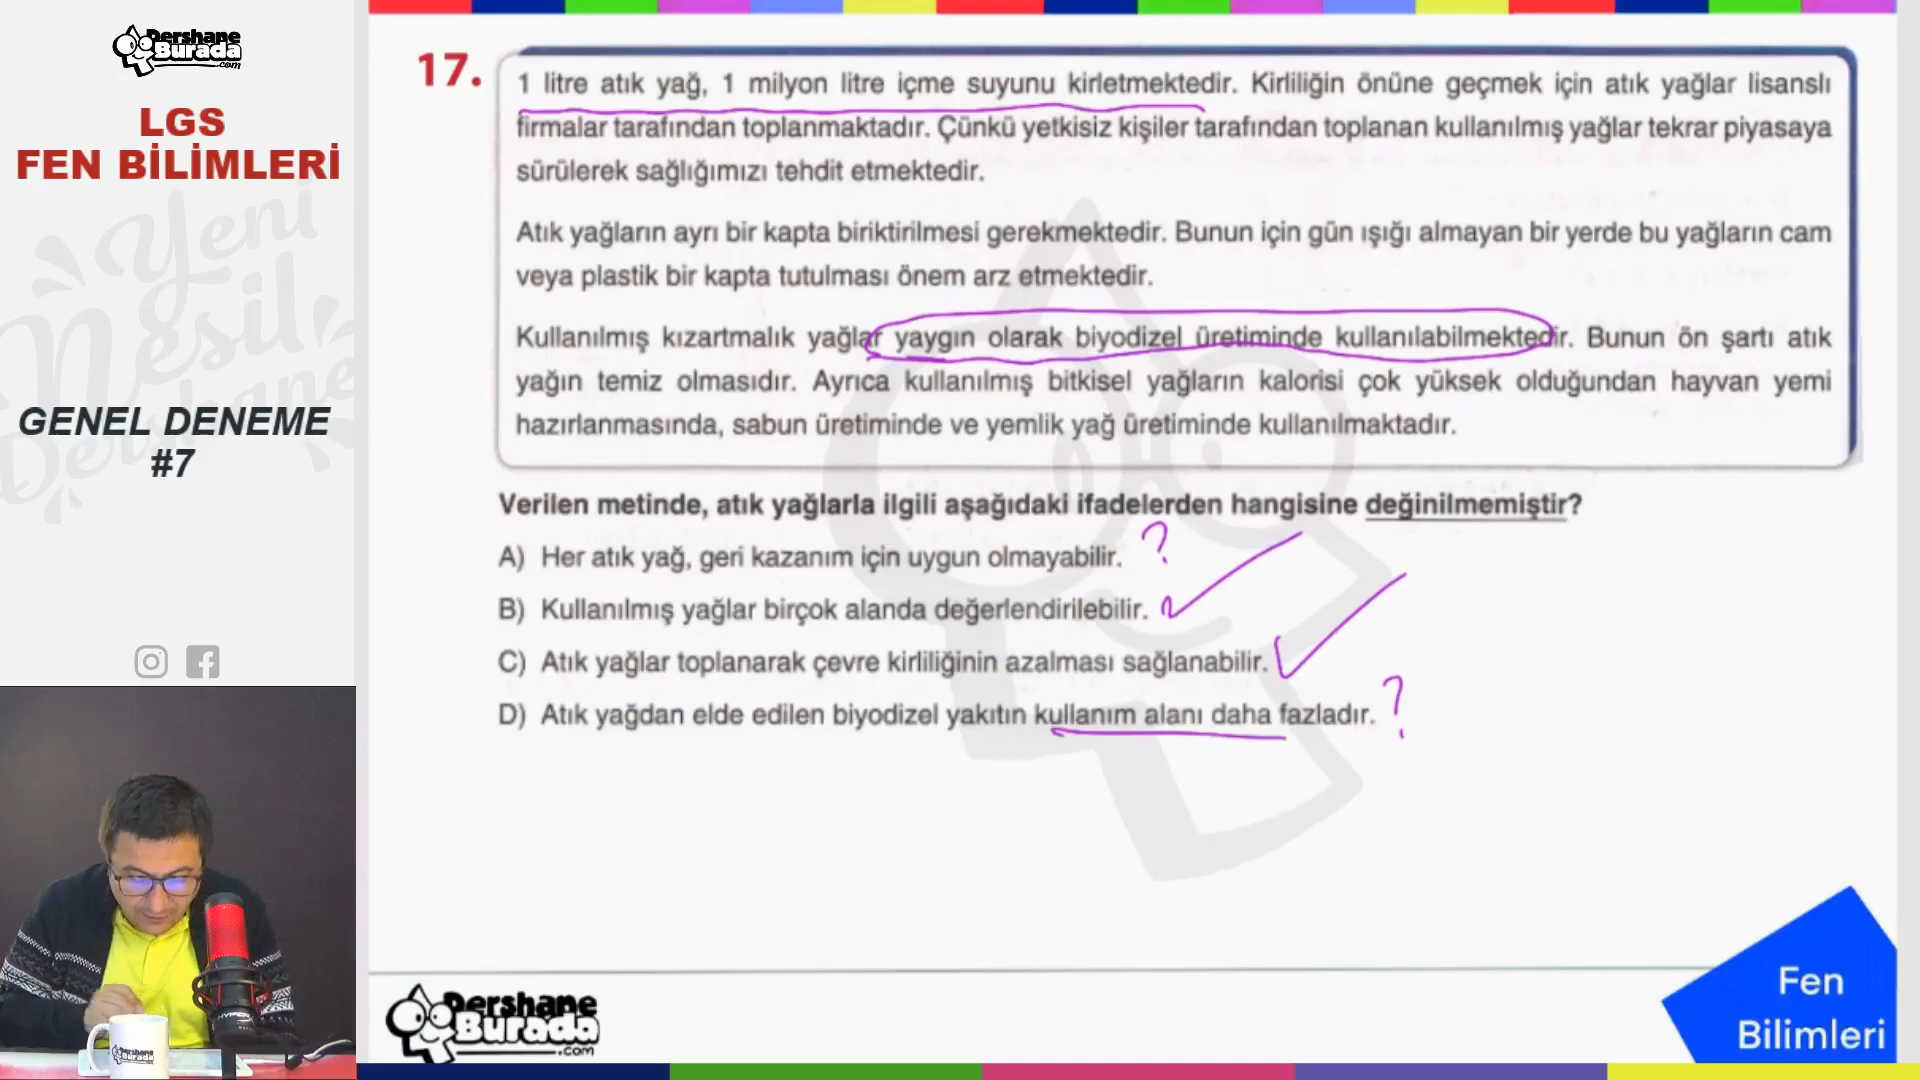 Dershane
Burada
.com
LGS
FEN BİLİMLERİ
Yeni
Nesil
Dershane
GENEL DENEME
#7
17.
1 litre atık yağ, 1 milyon litre içme suyunu kirletmektedir. Kirliliğin önüne geçmek için atık yağlar lisanslı
firmalar tarafından toplanmaktadır. Çünkü yetkisiz kişiler tarafından toplanan kullanılmış yağlar tekrar piyasaya
sürülerek sağlığımızı tehdit etmektedir.
Atık yağların ayrı bir kapta biriktirilmesi gerekmektedir. Bunun için gün ışığı almayan bir yerde bu yağların cam
veya plastik bir kapta tutulması önem arz etmektedir.
Kullanılmış kızartmalık yağlar yaygın olarak biyodizel üretiminde kullanılabilmektedir. Bunun ön şartı atık
yağın temiz olmasıdır. Ayrıca kullanılmış bitkisel yağların kalorisi çok yüksek olduğundan hayvan yemi
hazırlanmasında, sabun üretiminde ve yemlik yağ üretiminde kullanılmaktadır.
Verilen metinde, atık yağlarla ilgili aşağıdaki ifadelerden hangisine değinilmemiştir?
A) Her atık yağ, geri kazanım için uygun olmayabilir. ?
B) Kullanılmış yağlar birçok alanda değerlendirilebilir.
C) Atık yağlar toplanarak çevre kirliliğinin azalması sağlanabilir.
D) Atık yağdan elde edilen biyodizel yakıtın kullanım alanı daha fazladır. ?
HYPERX
Dershane
Burada
Dershane
Burada
.com
Fen
Bilimleri